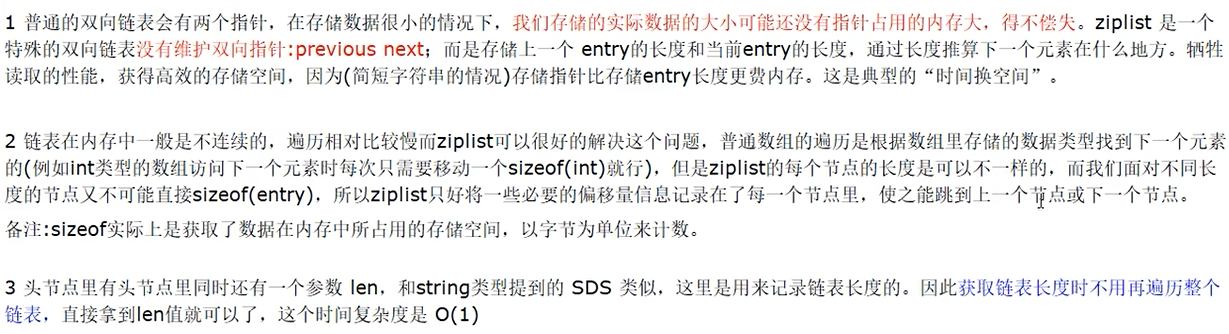 1 普通的双向链表会有两个指针，在存储数据很小的情况下，我们存储的实际数据的大小可能还没有指针占用的内存大，得不偿失。ziplist 是一个
特殊的双向链表没有维护双向指针:previous next；而是存储上一个 entry的长度和当前entry的长度，通过长度推算下一个元素在什么地方。牺牲
读取的性能，获得高效的存储空间，因为(简短字符串的情况)存储指针比存储entry长度更费内存。这是典型的“时间换空间”。
2 链表在内存中一般是不连续的，遍历相对比较慢而ziplist可以很好的解决这个问题，普通数组的遍历是根据数组里存储的数据类型找到下一个元素
的(例如int类型的数组访问下一个元素时每次只需要移动一个sizeof(int)就行)，但是ziplist的每个节点的长度是可以不一样的，而我们面对不同长
度的节点又不可能直接sizeof(entry)，所以ziplist只好将一些必要的偏移量信息记录在了每一个节点里，使之能跳到上一个节点或下一个节点。
备注:sizeof实际上是获取了数据在内存中所占用的存储空间，以字节为单位来计数。
3 头节点里有头节点里同时还有一个参数 len，和string类型提到的 SDS 类似，这里是用来记录链表长度的。因此获取链表长度时不用再遍历整个
链表，直接拿到len值就可以了，这个时间复杂度是 O(1)